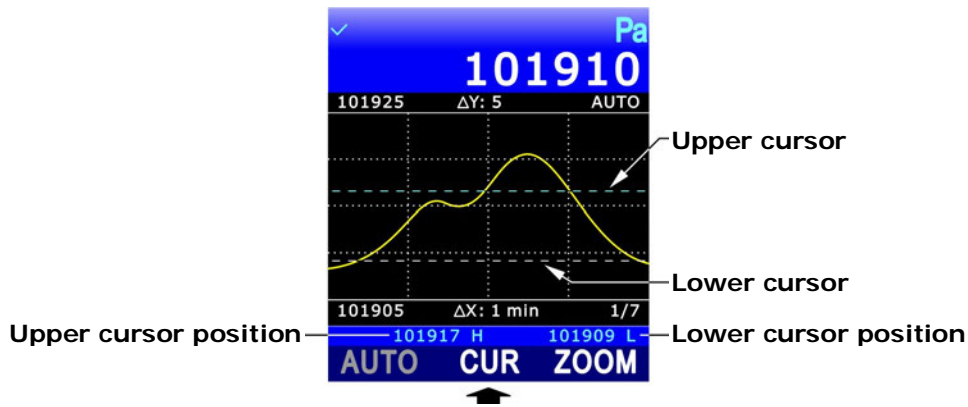 Pa
101910
101925 ΔY: 5 AUTO
Upper cursor
Lower cursor
101905 ΔX: 1 min 1/7
Upper cursor position
101917 H 101909 L
Lower cursor position
AUTO CUR ZOOM